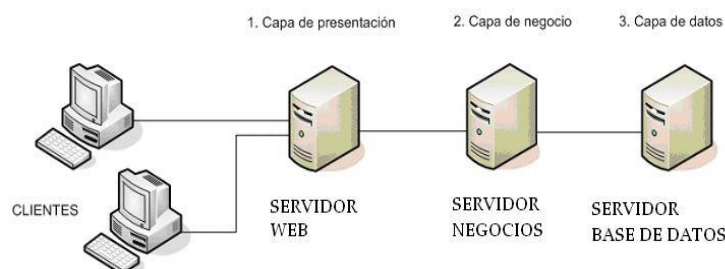 1. Capa de presentación
2. Capa de negocio
3. Capa de datos
CLIENTES
SERVIDOR
WEB
SERVIDOR
NEGOCIOS
SERVIDOR
BASE DE DATOS